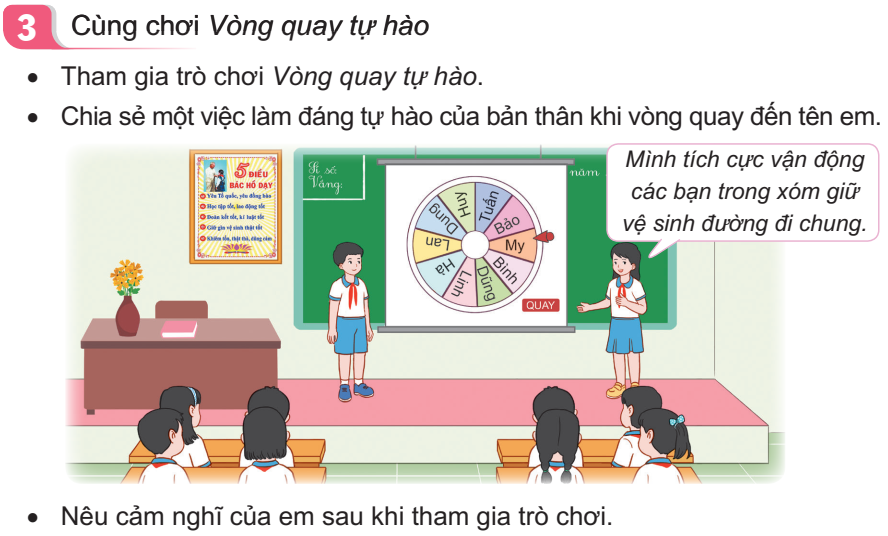 3 Cùng chơi Vòng quay tự hào
• Tham gia trò chơi Vòng quay tự hào.
• Chia sẻ một việc làm đáng tự hào của bản thân khi vòng quay đến tên em.
5 ĐIỀU
BÁC HỒ DẠY
Yêu Tổ quốc, yêu đồng bào
Học tập tốt, lao động tốt
Đoàn kết tốt, kỉ luật tốt
Giữ gìn vệ sinh thật tốt
Khiêm tốn, thật thà, dũng cảm
Sĩ số:
Vắng:
năm
Tuấn
Bảo
My
Bình
Dũng
Linh
Hà
Lan
Dung
Huy
QUAY
Mình tích cực vận động
các bạn trong xóm giữ
vệ sinh đường đi chung.
• Nêu cảm nghĩ của em sau khi tham gia trò chơi.